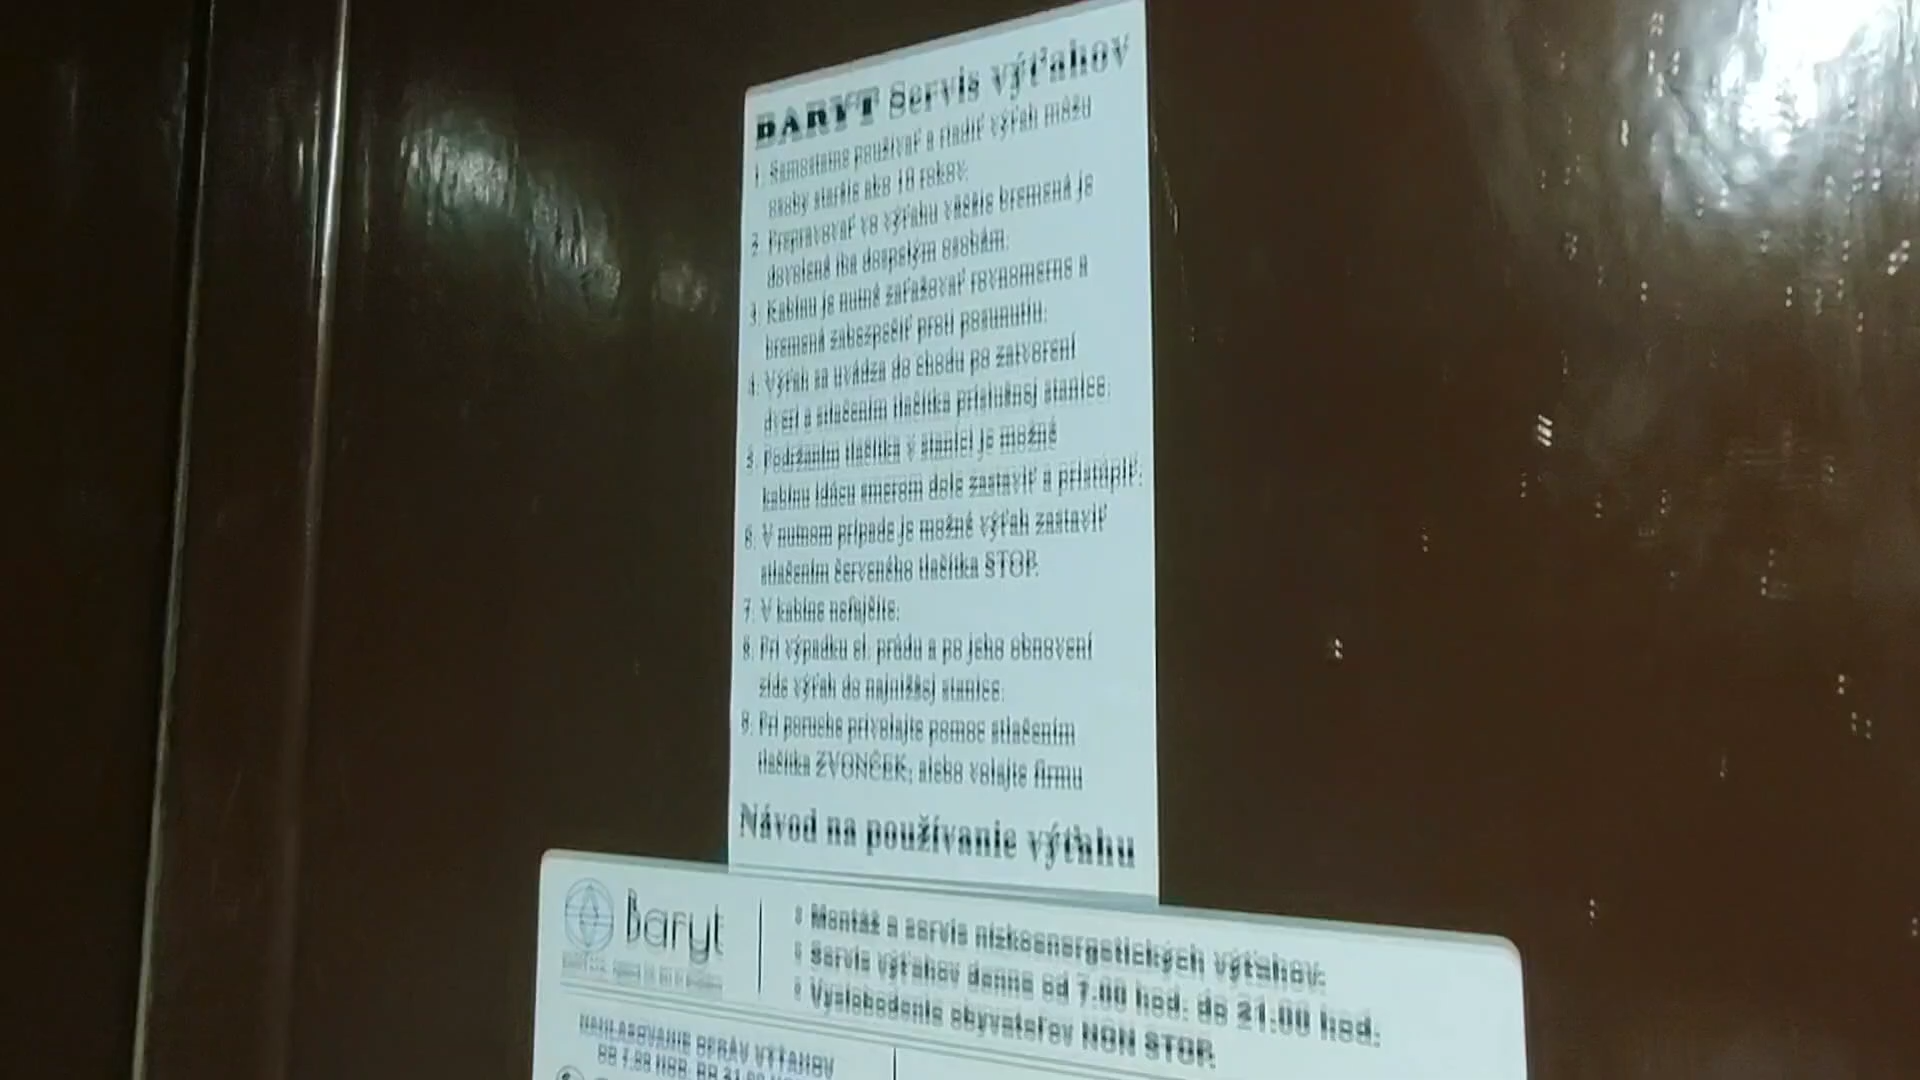 BARYT Servis výťahov
1. Samostatne používať a riadiť výťah môžu
osoby staršie ako 10 rokov.
2. Prepravovať vo výťahu väčšie bremená je
dovolené iba dospelým osobám.
3. Kabínu je nutné zaťažovať rovnomerne a
bremená zabezpečiť proti posunutiu.
4. Výťah sa uvádza do chodu po zatvorení
dverí a stlačením tlačítka príslušnej stanice.
5. Podržaním tlačítka v stanici je možné
kabínu idúcu smerom dole zastaviť a pristúpiť.
6. V nutnom prípade je možné výťah zastaviť
stlačením červeného tlačítka STOP.
7. V kabíne nefajčite.
8. Pri výpadku el. prúdu a po jeho obnovení
zíde výťah do najnižšej stanice.
9. Pri poruche privolajte pomoc stlačením
tlačítka ZVONČEK, alebo volajte firmu
Návod na používanie výťahu
Baryt
Montáž a servis nízkoenergetických výťahov.
Servis výťahov denne od 7.00 hod. do 21.00 hod.
Vyslobodenie obyvateľov NON STOP.
NAHLASOVANIE OPRÁV VÝŤAHOV